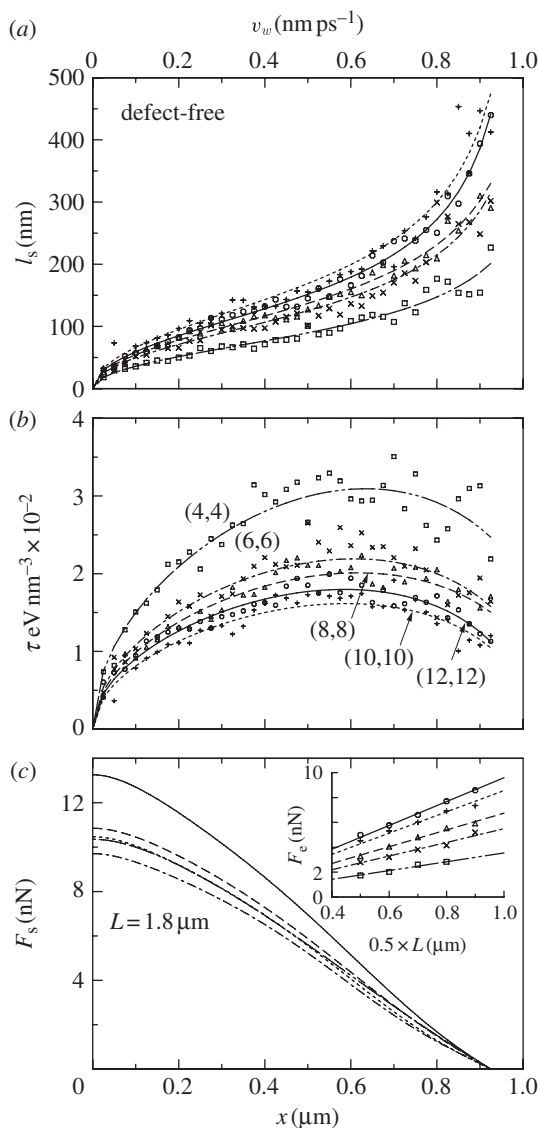 (a)
v_w (nm ps⁻¹)
0 0.2 0.4 0.6 0.8 1.0
500
400
300
200
100
0
l_s (nm)
defect-free
(b)
4
3
2
1
0
τ eV nm⁻³ × 10⁻²
(4,4)
(6,6)
(8,8)
(10,10)
(12,12)
(c)
12
8
4
0
F_s (nN)
L = 1.8 μm
10
6
2
F_e (nN)
0.4 0.6 0.8 1.0
0.5 × L (μm)
0 0.2 0.4 0.6 0.8 1.0
x (μm)